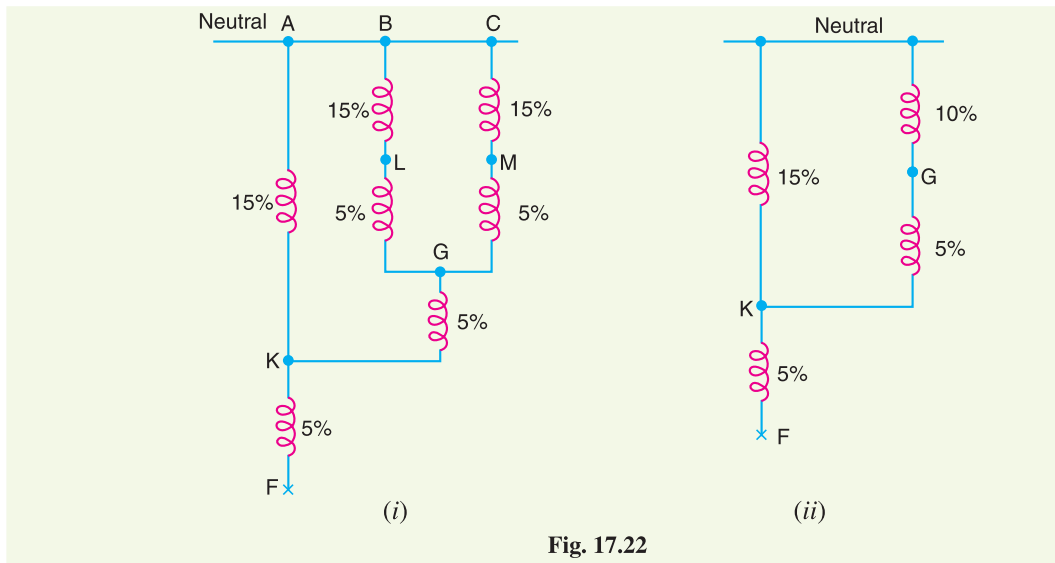 Neutral A B C
15% 15%
L M
15% 5% 5%
G
5%
K
5%
F
(i)
Neutral
10%
15% G
5%
K
5%
F
(ii)
Fig. 17.22